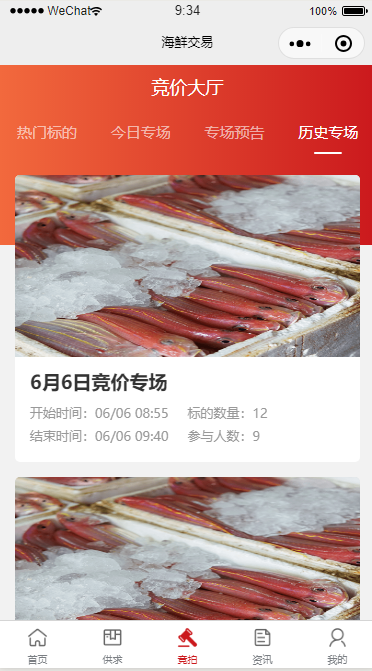 WeChat 9:34 100%
海鲜交易
竞价大厅
热门标的 今日专场 专场预告 历史专场
6月6日竞价专场
开始时间：06/06 08:55 标的数量：12
结束时间：06/06 09:40 参与人数：9
首页 供求 竞拍 资讯 我的